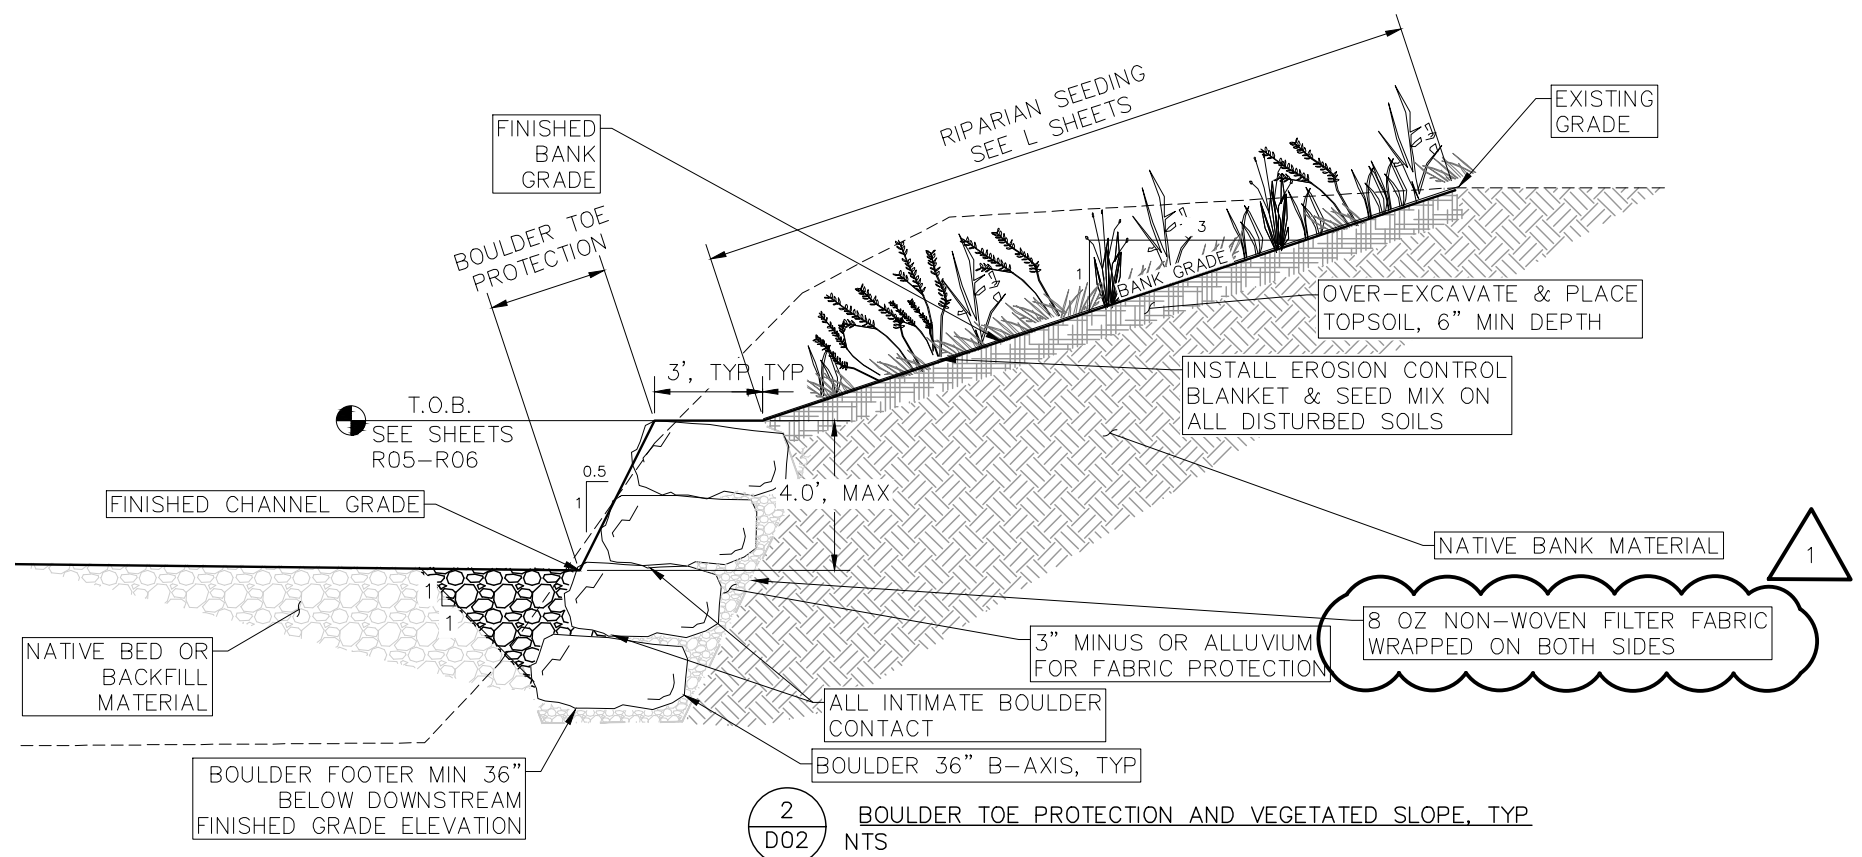 RIPARIAN SEEDING
SEE L SHEETS
EXISTING
GRADE
FINISHED
BANK
GRADE
BOULDER TOE
PROTECTION
3
1
BANK GRADE
OVER-EXCAVATE & PLACE
TOPSOIL, 6" MIN DEPTH
3', TYP TYP
INSTALL EROSION CONTROL
BLANKET & SEED MIX ON
ALL DISTURBED SOILS
T.O.B.
SEE SHEETS
R05-R06
0.5
1
4.0', MAX
FINISHED CHANNEL GRADE
NATIVE BANK MATERIAL
1
1
1
8 OZ NON-WOVEN FILTER FABRIC
WRAPPED ON BOTH SIDES
3" MINUS OR ALLUVIUM
FOR FABRIC PROTECTION
NATIVE BED OR
BACKFILL
MATERIAL
ALL INTIMATE BOULDER
CONTACT
BOULDER 36" B-AXIS, TYP
BOULDER FOOTER MIN 36"
BELOW DOWNSTREAM
FINISHED GRADE ELEVATION
2
D02
BOULDER TOE PROTECTION AND VEGETATED SLOPE, TYP
NTS